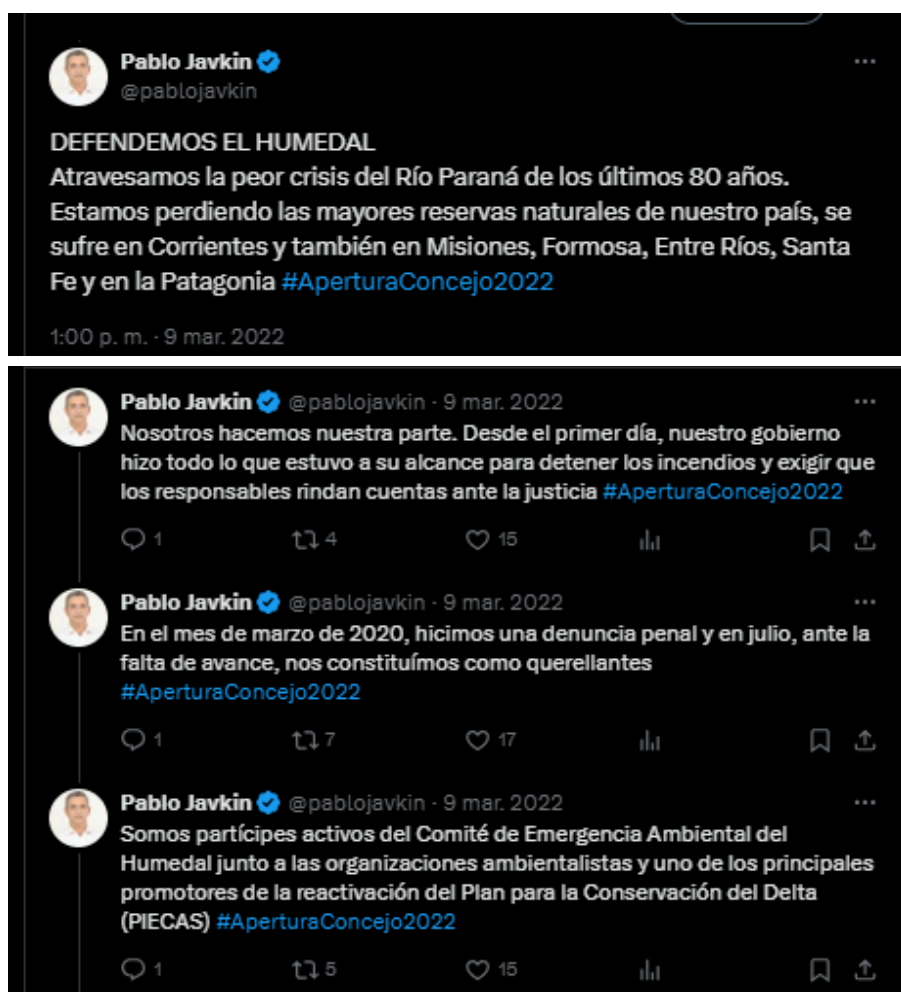 Pablo Javkin
@pablojavkin
DEFENDEMOS EL HUMEDAL
Atravesamos la peor crisis del Río Paraná de los últimos 80 años.
Estamos perdiendo las mayores reservas naturales de nuestro país, se
sufre en Corrientes y también en Misiones, Formosa, Entre Ríos, Santa
Fe y en la Patagonia #AperturaConcejo2022
1:00 p. m. · 9 mar. 2022
Pablo Javkin @pablojavkin · 9 mar. 2022
Nosotros hacemos nuestra parte. Desde el primer día, nuestro gobierno
hizo todo lo que estuvo a su alcance para detener los incendios y exigir que
los responsables rindan cuentas ante la justicia #AperturaConcejo2022
1 4 15
Pablo Javkin @pablojavkin · 9 mar. 2022
En el mes de marzo de 2020, hicimos una denuncia penal y en julio, ante la
falta de avance, nos constituímos como querellantes
#AperturaConcejo2022
1 7 17
Pablo Javkin @pablojavkin · 9 mar. 2022
Somos partícipes activos del Comité de Emergencia Ambiental del
Humedal junto a las organizaciones ambientalistas y uno de los principales
promotores de la reactivación del Plan para la Conservación del Delta
(PIECAS) #AperturaConcejo2022
1 5 15